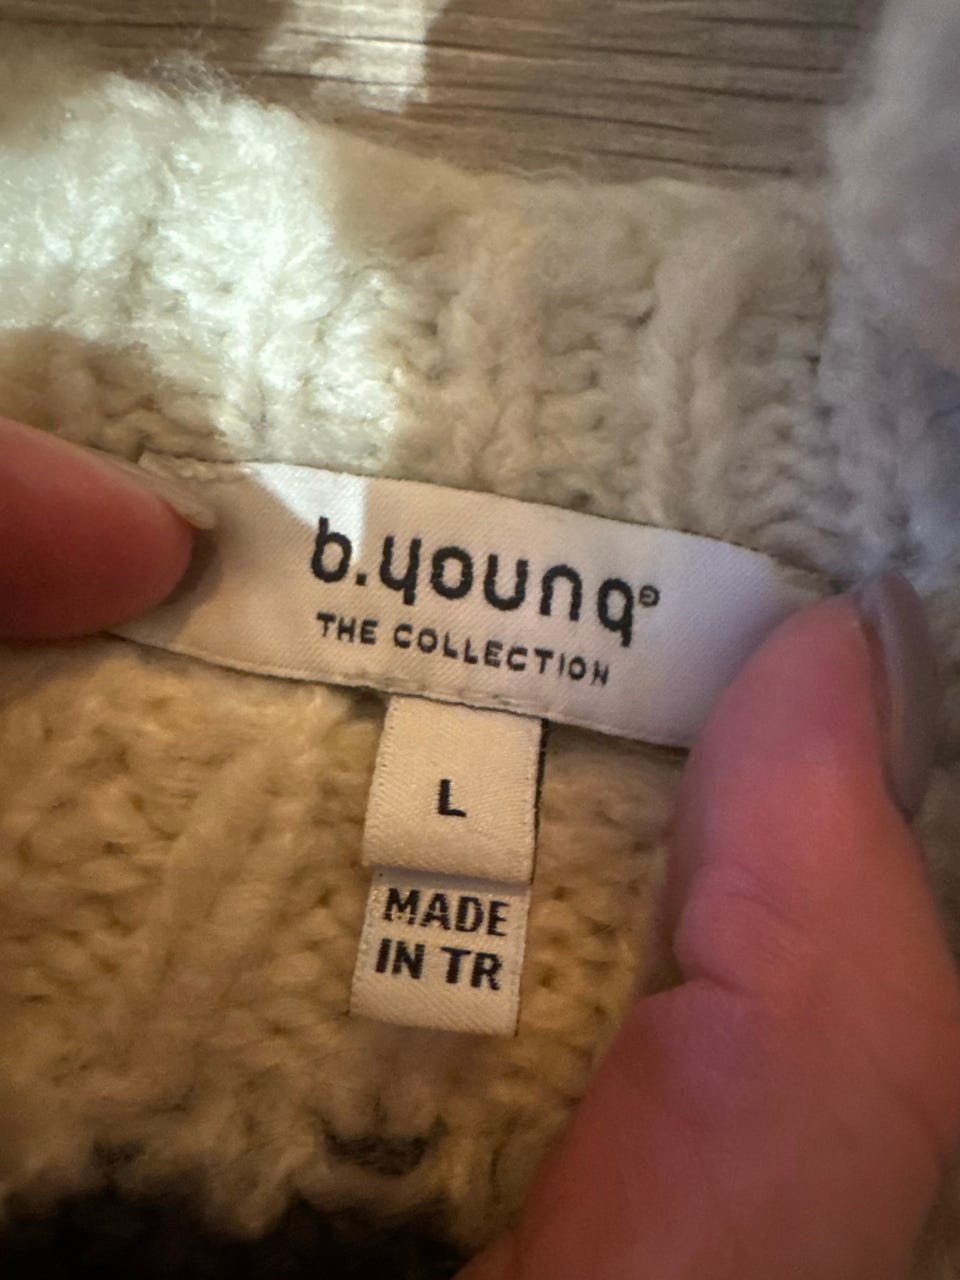 b.young®
THE COLLECTION
L
MADE
IN TR